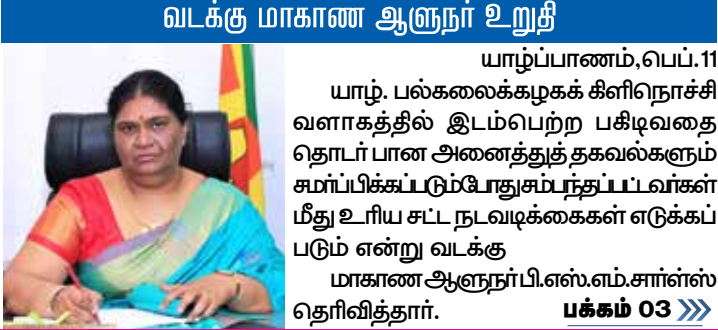 வடக்கு மாகாண ஆளுநர் உறுதி
யாழ்ப்பாணம்,பெப்.11
யாழ். பல்கலைக்கழகக் கிளிநொச்சி
வளாகத்தில் இடம்பெற்ற பகிடிவதை
தொடர் பான அனைத்துத் தகவல்களும்
சமர்ப்பிக்கப்படும்போதுசம்பந்தப்பட்டவர்கள்
மீது உரிய சட்ட நடவடிக்கைகள் எடுக்கப்
படும் என்று வடக்கு
மாகாண ஆளுநர் பி.எஸ்.எம்.சார்ள்ஸ்
தெரிவித்தார்.
பக்கம் 03